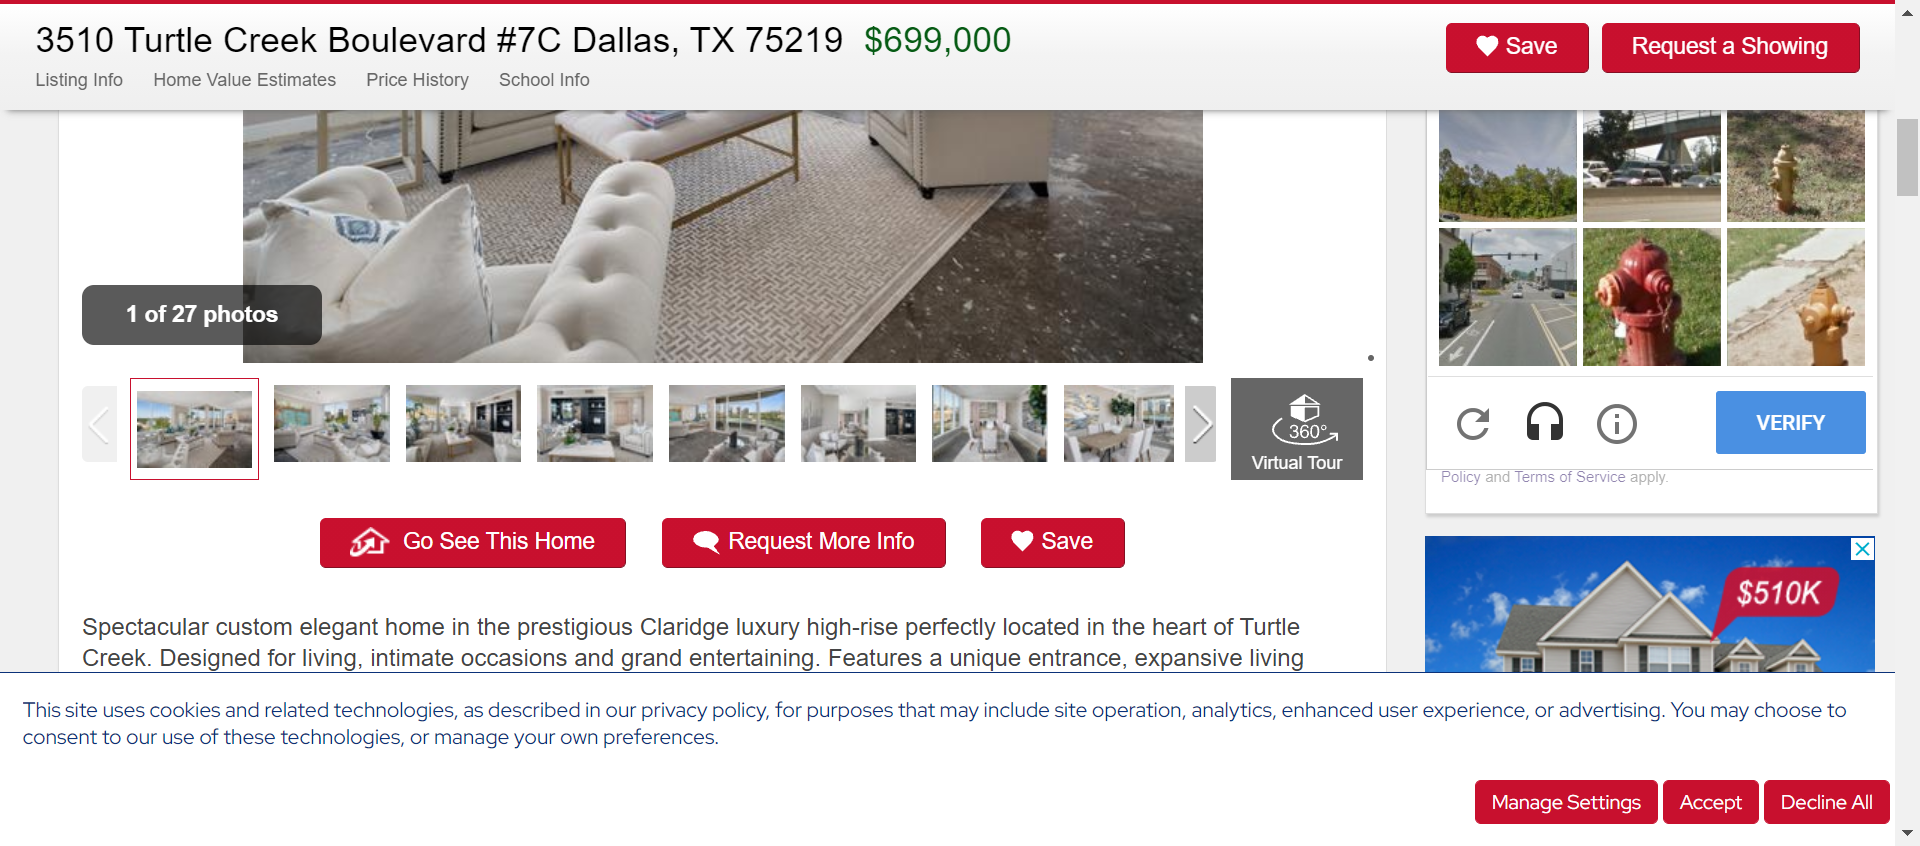 3510 Turtle Creek Boulevard #7C Dallas, TX 75219 $699,000
Save
Request a Showing
Listing Info
Home Value Estimates
Price History
School Info
1 of 27 photos
360°
Virtual Tour
VERIFY
Policy and Terms of Service apply.
Go See This Home
Request More Info
Save
$510K
Spectacular custom elegant home in the prestigious Claridge luxury high-rise perfectly located in the heart of Turtle
Creek. Designed for living, intimate occasions and grand entertaining. Features a unique entrance, expansive living
This site uses cookies and related technologies, as described in our privacy policy, for purposes that may include site operation, analytics, enhanced user experience, or advertising. You may choose to
consent to our use of these technologies, or manage your own preferences.
Manage Settings
Accept
Decline All